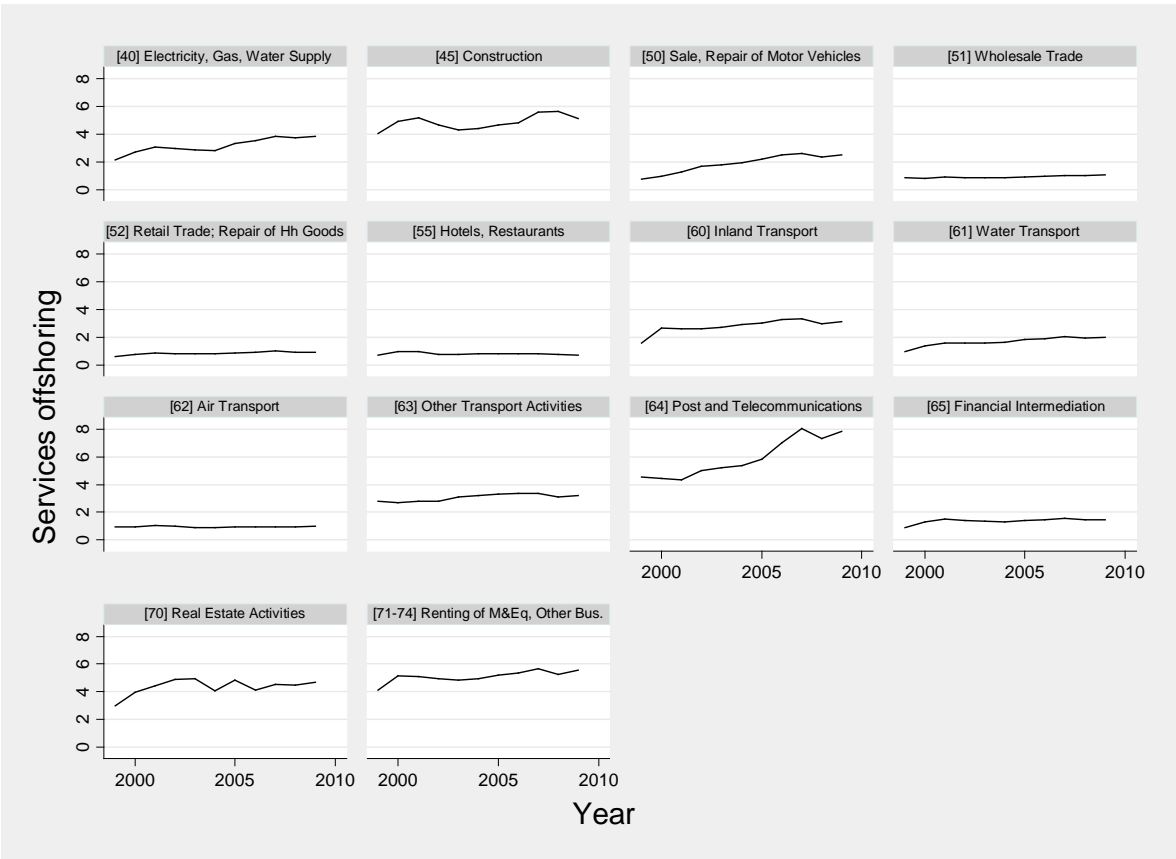 [40] Electricity, Gas, Water Supply
[45] Construction
[50] Sale, Repair of Motor Vehicles
[51] Wholesale Trade
8
6
4
2
0
[52] Retail Trade; Repair of Hh Goods
[55] Hotels, Restaurants
[60] Inland Transport
[61] Water Transport
8
6
4
2
0
[62] Air Transport
[63] Other Transport Activities
[64] Post and Telecommunications
[65] Financial Intermediation
8
6
4
2
0
2000 2005 2010
2000 2005 2010
[70] Real Estate Activities
[71-74] Renting of M&Eq, Other Bus.
8
6
4
2
0
2000 2005 2010
2000 2005 2010
Services offshoring
Year